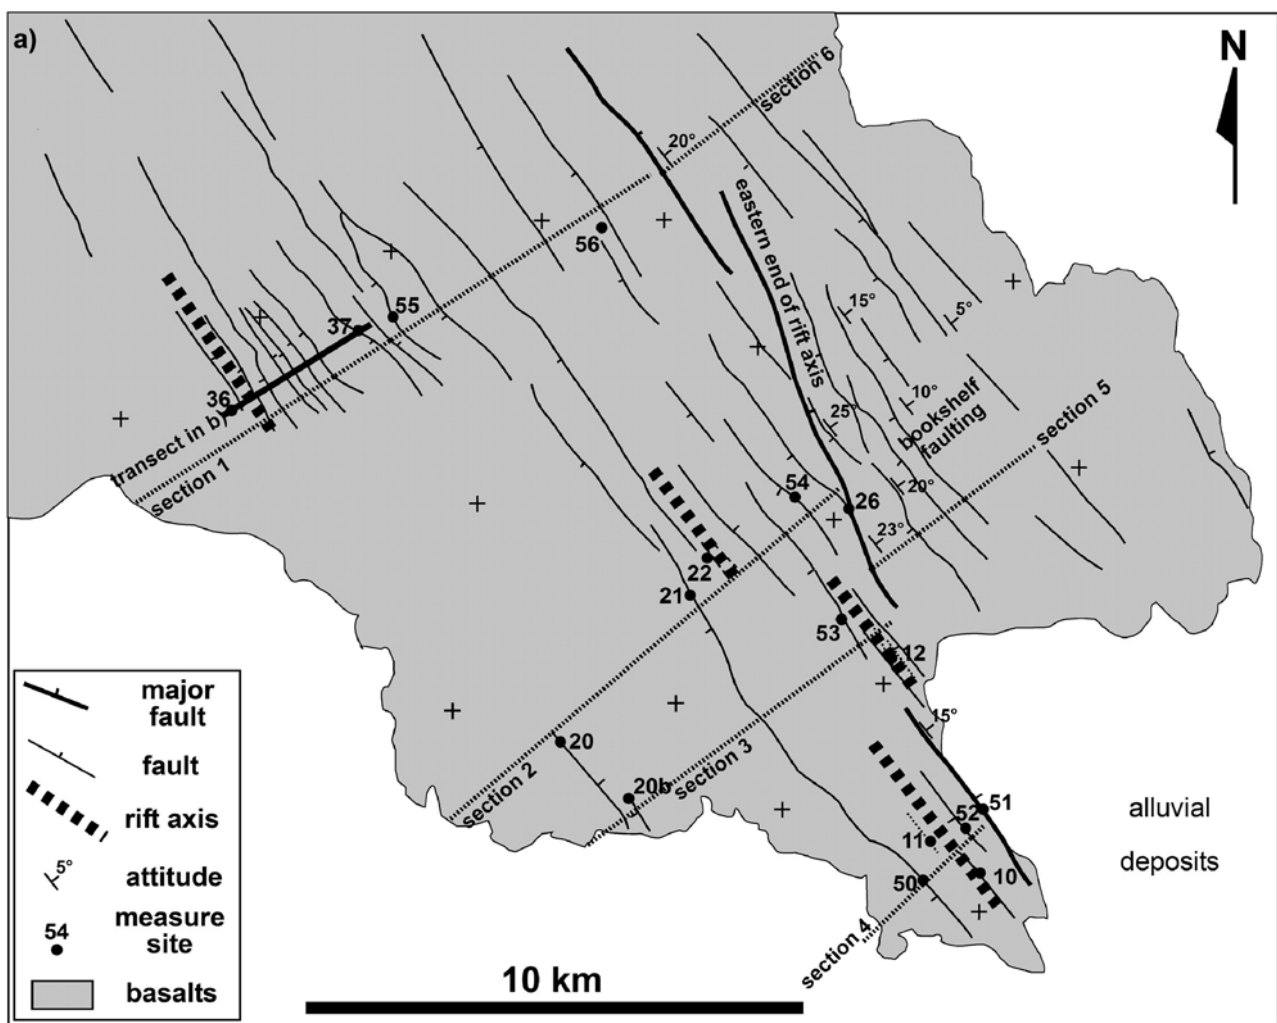 a)
N
section 6
20°
eastern end of rift axis
56
15°
5°
55
37
36
10°
25°
bookshelf
faulting
section 5
transect in b)
section 1
54
20°
26
23°
22
21
53
12
20
section 2
20b
section 3
15°
51
52
11
10
50
section 4
alluvial
deposits
major
fault
fault
rift axis
5°
attitude
54
measure
site
basalts
10 km